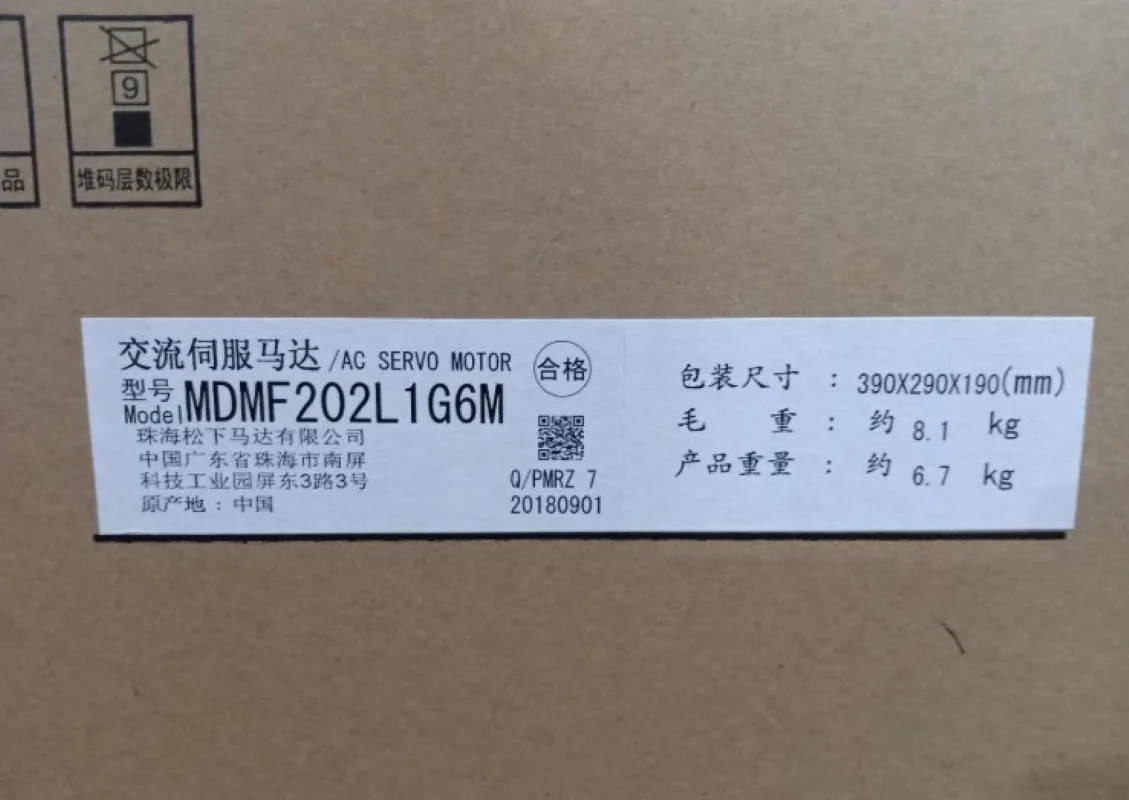 9
品
堆码层数极限
交流伺服马达/AC SERVO MOTOR
合格
型号
Model MDMF202L1G6M
珠海松下马达有限公司
中国广东省珠海市南屏
科技工业园屏东3路3号
原产地：中国
Q/PMRZ 7
20180901
包装尺寸 ： 390X290X190(mm)
毛 重 ： 约 8.1 kg
产品重量 ： 约 6.7 kg